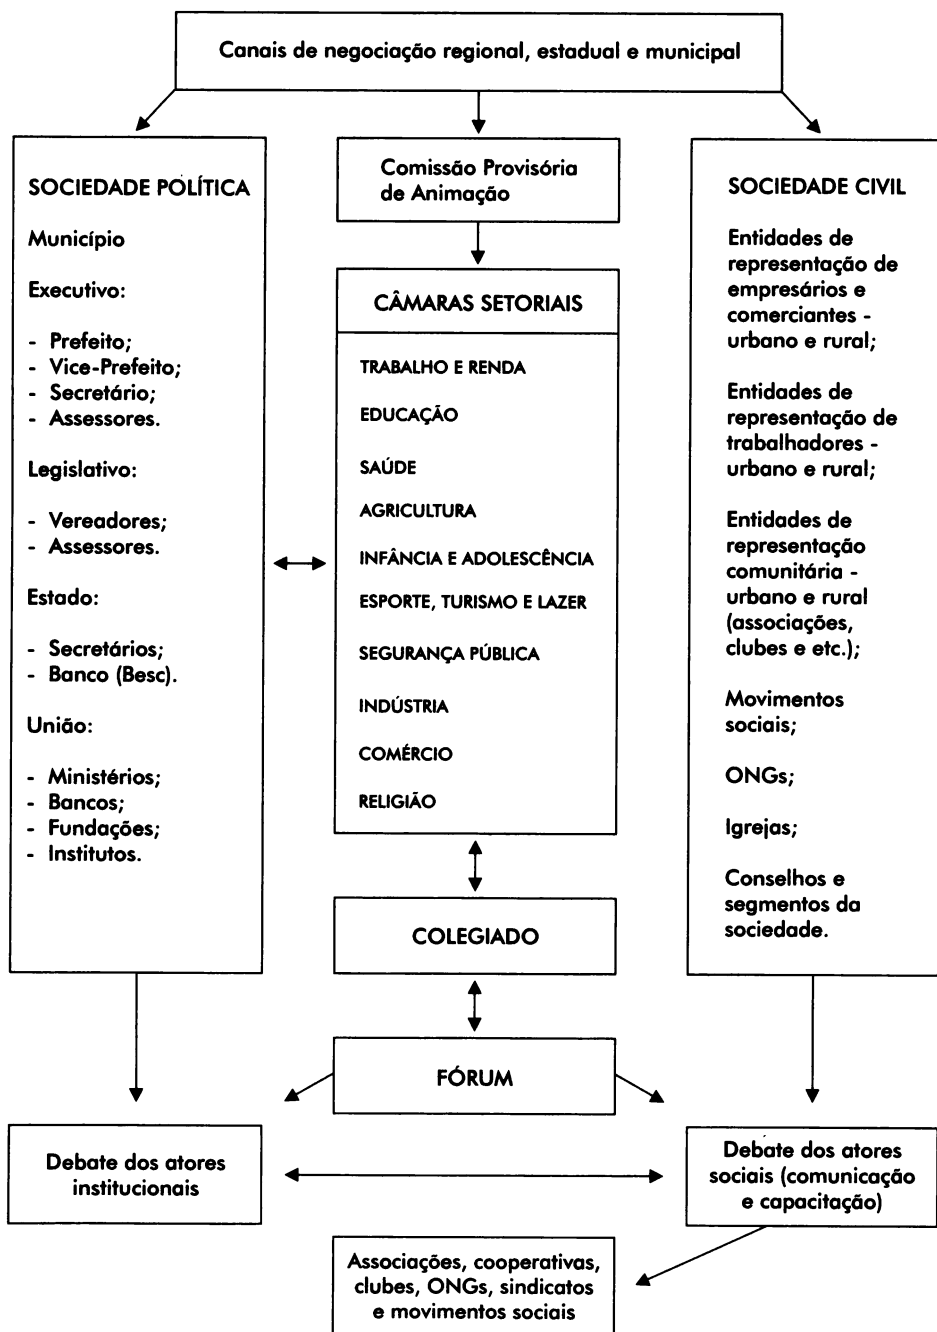 Canais de negociação regional, estadual e municipal
SOCIEDADE POLÍTICA
Município
Executivo:
- Prefeito;
- Vice-Prefeito;
- Secretário;
- Assessores.
Legislativo:
- Vereadores;
- Assessores.
Estado:
- Secretários;
- Banco (Besc).
União:
- Ministérios;
- Bancos;
- Fundações;
- Institutos.
Comissão Provisória
de Animação
CÂMARAS SETORIAIS
TRABALHO E RENDA
EDUCAÇÃO
SAÚDE
AGRICULTURA
INFÂNCIA E ADOLESCÊNCIA
ESPORTE, TURISMO E LAZER
SEGURANÇA PÚBLICA
INDÚSTRIA
COMÉRCIO
RELIGIÃO
COLEGIADO
FÓRUM
SOCIEDADE CIVIL
Entidades de
representação de
empresários e
comerciantes -
urbano e rural;
Entidades de
representação de
trabalhadores -
urbano e rural;
Entidades de
representação
comunitária -
urbano e rural
(associações,
clubes e etc.);
Movimentos
sociais;
ONGs;
Igrejas;
Conselhos e
segmentos da
sociedade.
Debate dos atores
institucionais
Debate dos atores
sociais (comunicação
e capacitação)
Associações, cooperativas,
clubes, ONGs, sindicatos
e movimentos sociais